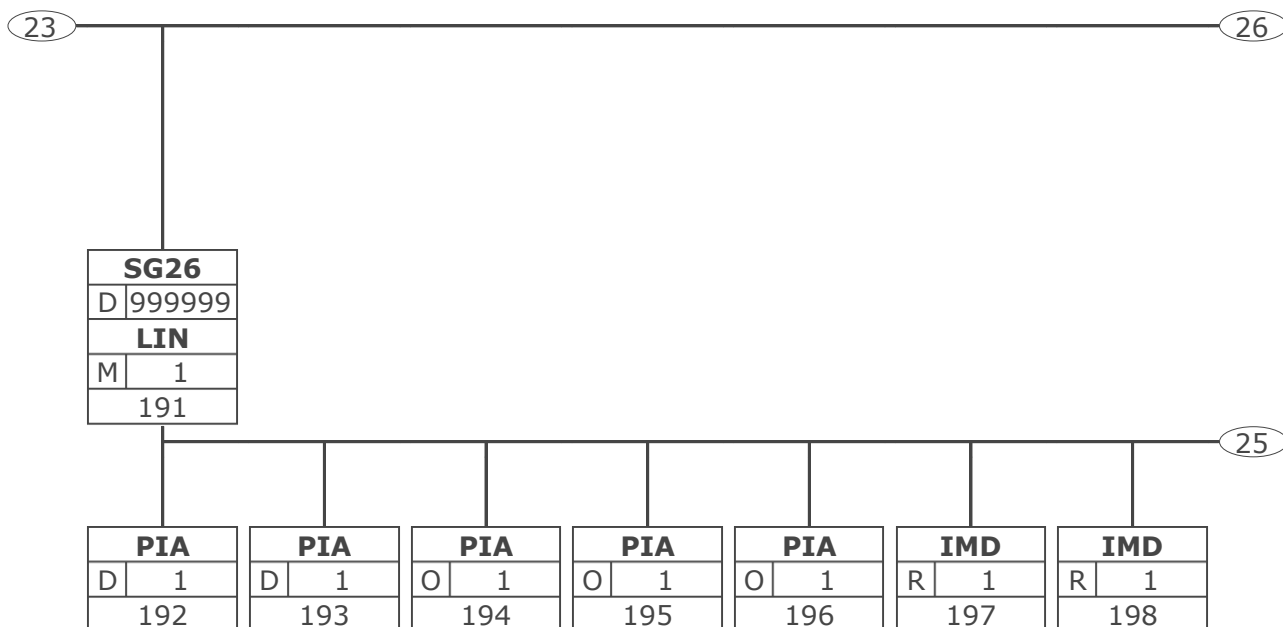 23 26
SG26
D 999999
LIN
M 1
191
25
PIA PIA PIA PIA PIA IMD IMD
D 1 D 1 O 1 O 1 O 1 R 1 R 1
192 193 194 195 196 197 198